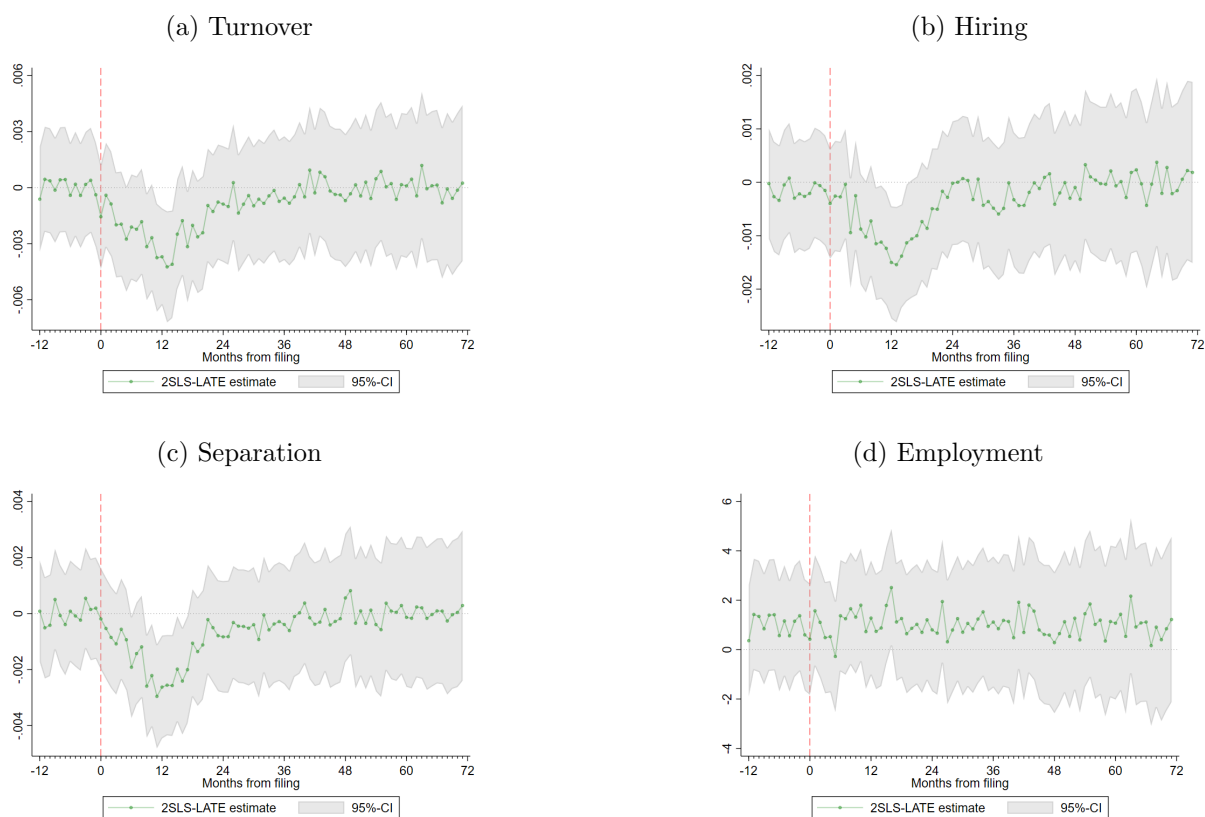 (a) Turnover
(b) Hiring
.006
.003
0
-.003
-.006
-12 0 12 24 36 48 60 72
Months from filing
2SLS-LATE estimate 95%-CI
.002
.001
0
-.001
-.002
-12 0 12 24 36 48 60 72
Months from filing
2SLS-LATE estimate 95%-CI
(c) Separation
(d) Employment
.004
.002
0
-.002
-.004
-12 0 12 24 36 48 60 72
Months from filing
2SLS-LATE estimate 95%-CI
6
4
2
0
-2
-4
-12 0 12 24 36 48 60 72
Months from filing
2SLS-LATE estimate 95%-CI